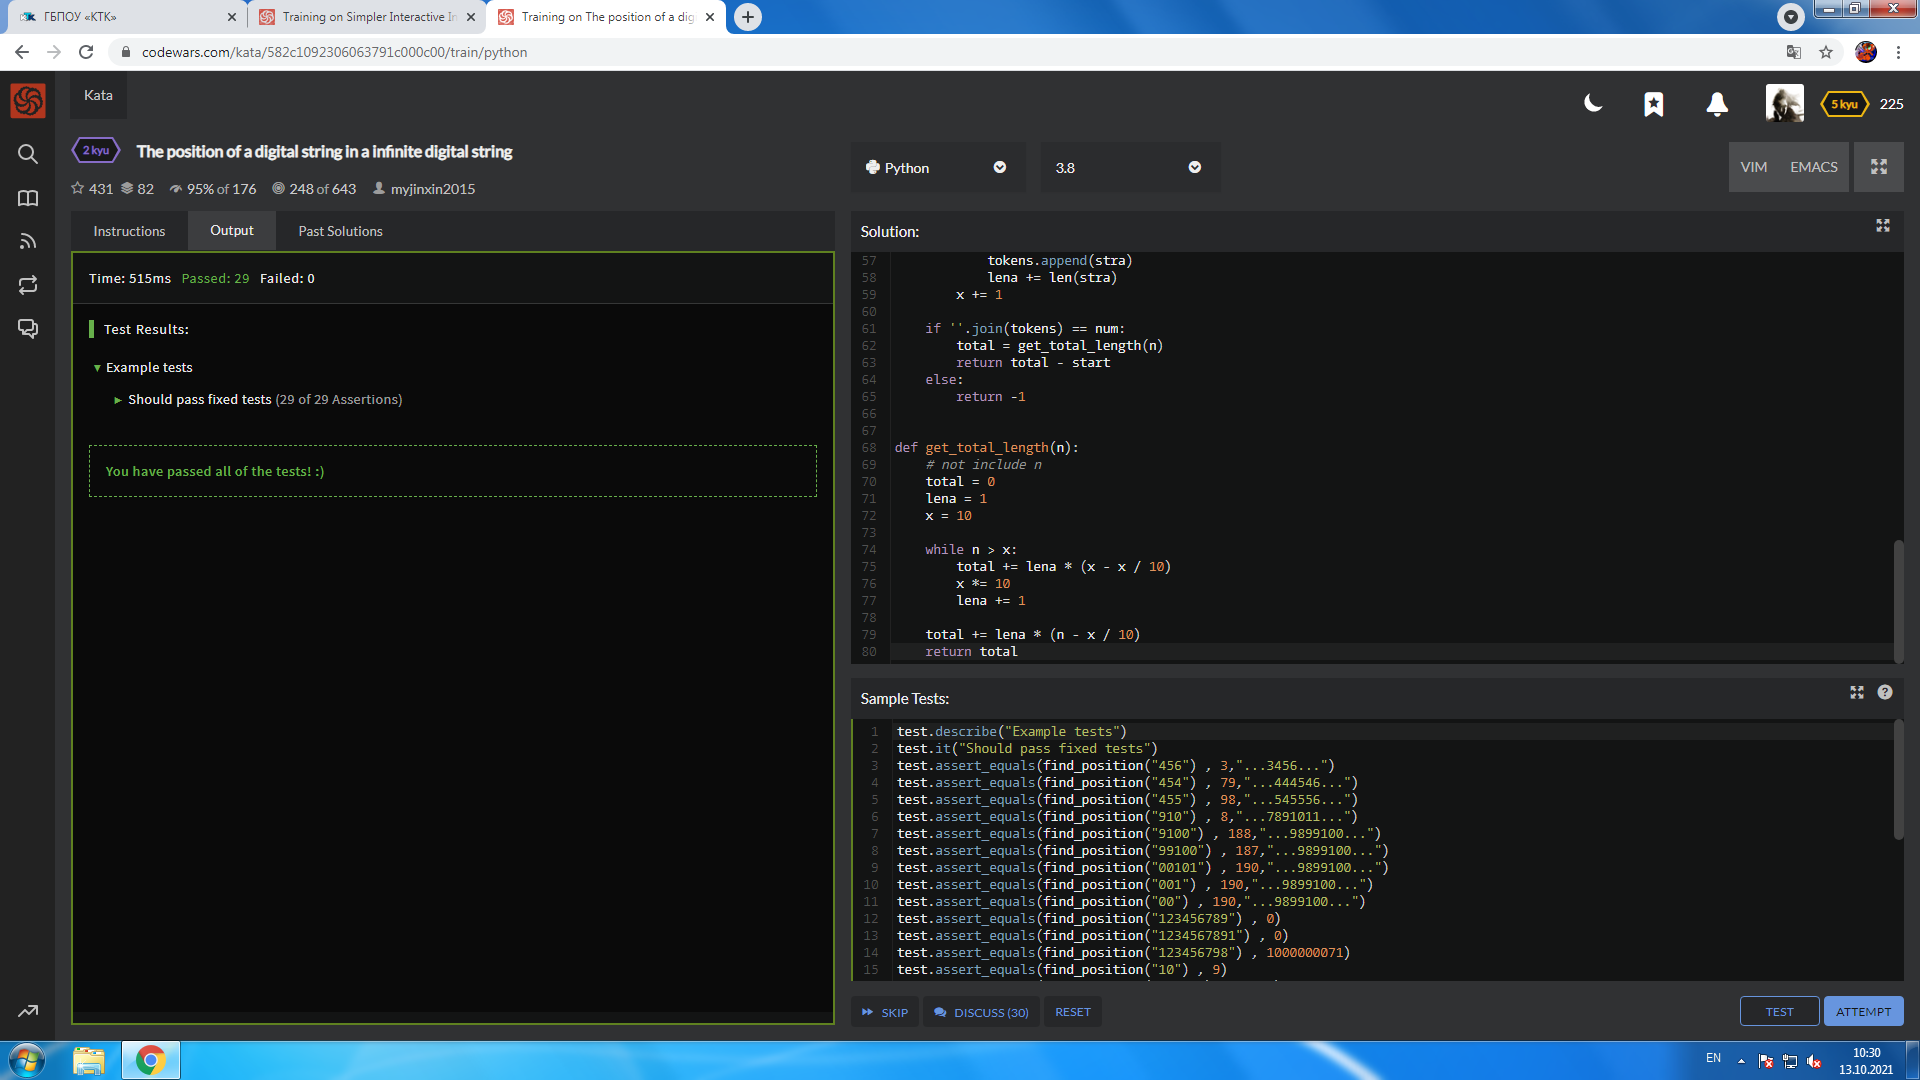 ГБПОУ «КТК»
Training on Simpler Interactive In
Training on The position of a dig
codewars.com/kata/582c1092306063791c000c00/train/python
Kata
5 kyu 225
2 kyu The position of a digital string in a infinite digital string
431 82 95% of 176 248 of 643 myjinxin2015
Python
3.8
VIM EMACS
Instructions Output Past Solutions
Time: 515ms Passed: 29 Failed: 0
Test Results:
▼ Example tests
► Should pass fixed tests (29 of 29 Assertions)
You have passed all of the tests! :)
Solution:
57 tokens.append(stra)
58 lena += len(stra)
59 x += 1
60
61 if ''.join(tokens) == num:
62 total = get_total_length(n)
63 return total - start
64 else:
65 return -1
66
67
68 def get_total_length(n):
69 # not include n
70 total = 0
71 lena = 1
72 x = 10
73
74 while n > x:
75 total += lena * (x - x / 10)
76 x *= 10
77 lena += 1
78
79 total += lena * (n - x / 10)
80 return total
Sample Tests:
1 test.describe("Example tests")
2 test.it("Should pass fixed tests")
3 test.assert_equals(find_position("456") , 3,"...3456...")
4 test.assert_equals(find_position("454") , 79,"...444546...")
5 test.assert_equals(find_position("455") , 98,"...545556...")
6 test.assert_equals(find_position("910") , 8,"...7891011...")
7 test.assert_equals(find_position("9100") , 188,"...9899100...")
8 test.assert_equals(find_position("99100") , 187,"...9899100...")
9 test.assert_equals(find_position("00101") , 190,"...9899100...")
10 test.assert_equals(find_position("001") , 190,"...9899100...")
11 test.assert_equals(find_position("00") , 190,"...9899100...")
12 test.assert_equals(find_position("123456789") , 0)
13 test.assert_equals(find_position("1234567891") , 0)
14 test.assert_equals(find_position("123456798") , 1000000071)
15 test.assert_equals(find_position("10") , 9)
SKIP DISCUSS (30) RESET
TEST ATTEMPT
EN
10:30
13.10.2021